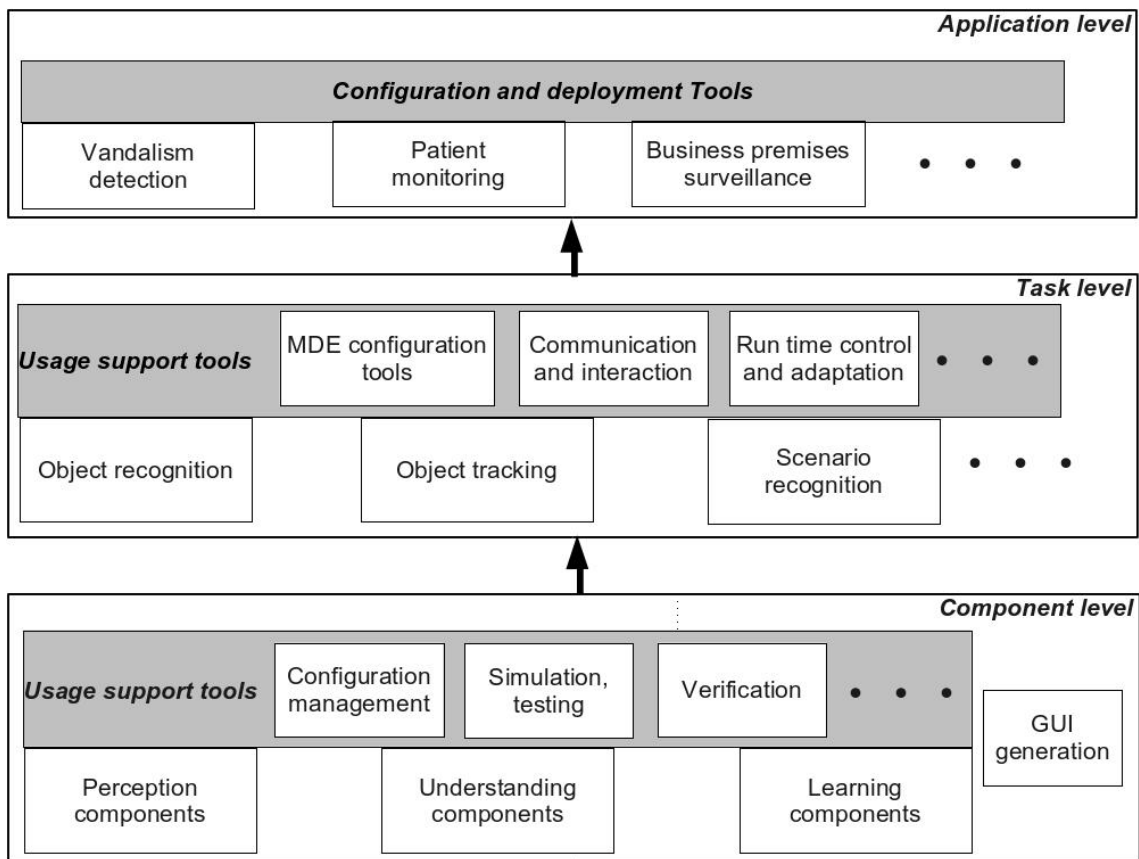 Application level
Configuration and deployment Tools
Vandalism
detection
Patient
monitoring
Business premises
surveillance
Task level
Usage support tools
MDE configuration
tools
Communication
and interaction
Run time control
and adaptation
Object recognition
Object tracking
Scenario
recognition
Component level
Usage support tools
Configuration
management
Simulation,
testing
Verification
GUI
generation
Perception
components
Understanding
components
Learning
components